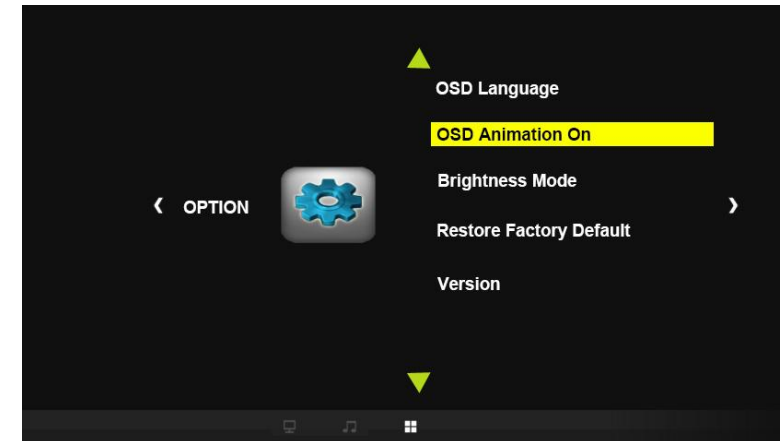 OPTION
OSD Language
OSD Animation On
Brightness Mode
Restore Factory Default
Version